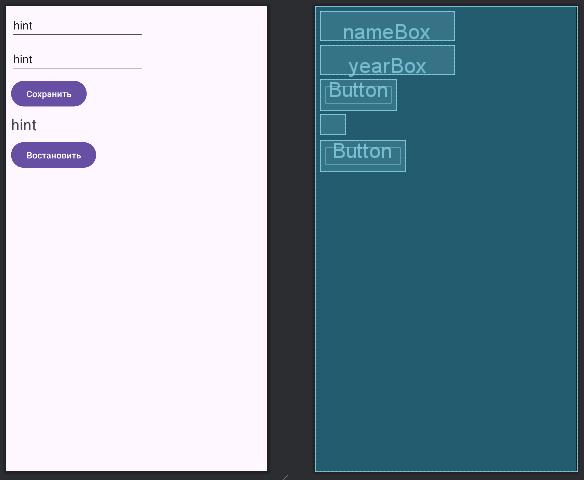 hint
hint
Сохранить
hint
Востановить
nameBox
yearBox
Button
Button